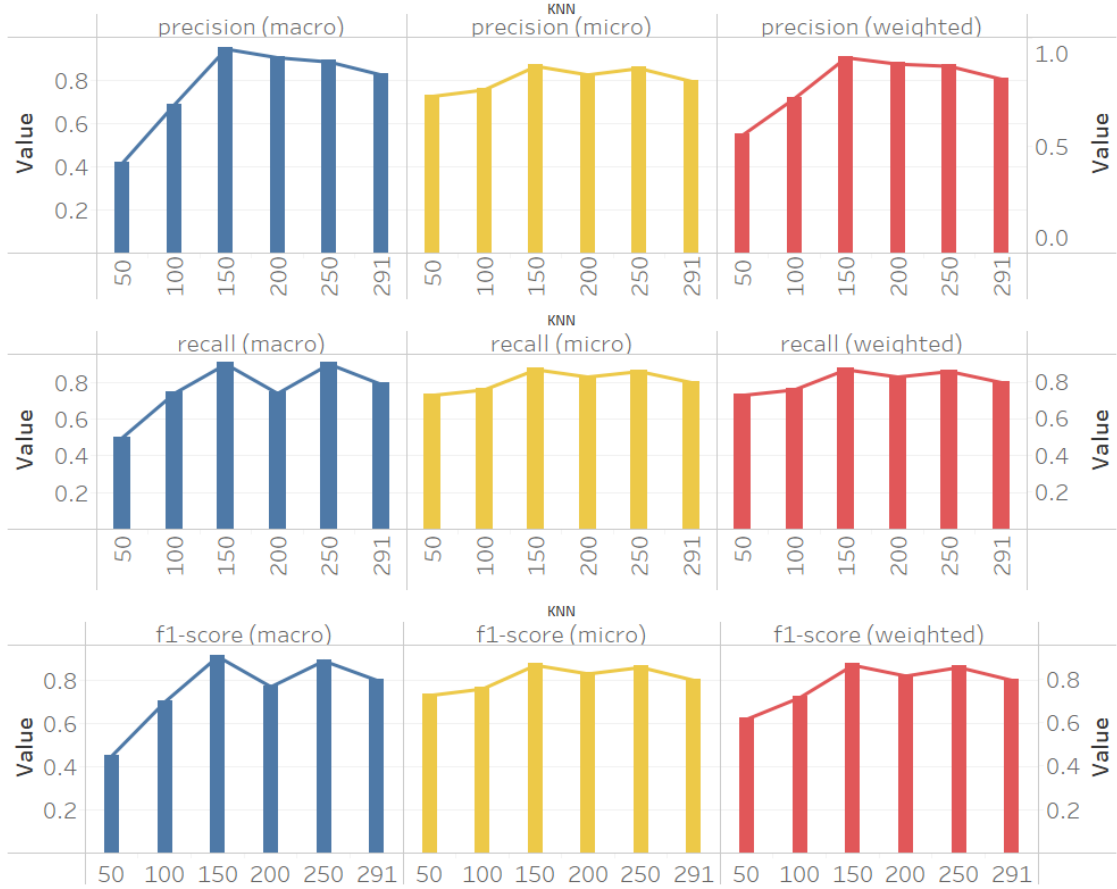 KNN
precision (macro) precision (micro) precision (weighted)
1.0
0.8
0.6
Value
0.5
Value
0.4
0.2
0.0
50 100 150 200 250 291 50 100 150 200 250 291 50 100 150 200 250 291
KNN
recall (macro) recall (micro) recall (weighted)
0.8 0.8
0.6 0.6
Value Value
0.4 0.4
0.2 0.2
50 100 150 200 250 291 50 100 150 200 250 291 50 100 150 200 250 291
KNN
f1-score (macro) f1-score (micro) f1-score (weighted)
0.8 0.8
0.6 0.6
Value Value
0.4 0.4
0.2 0.2
50 100 150 200 250 291 50 100 150 200 250 291 50 100 150 200 250 291